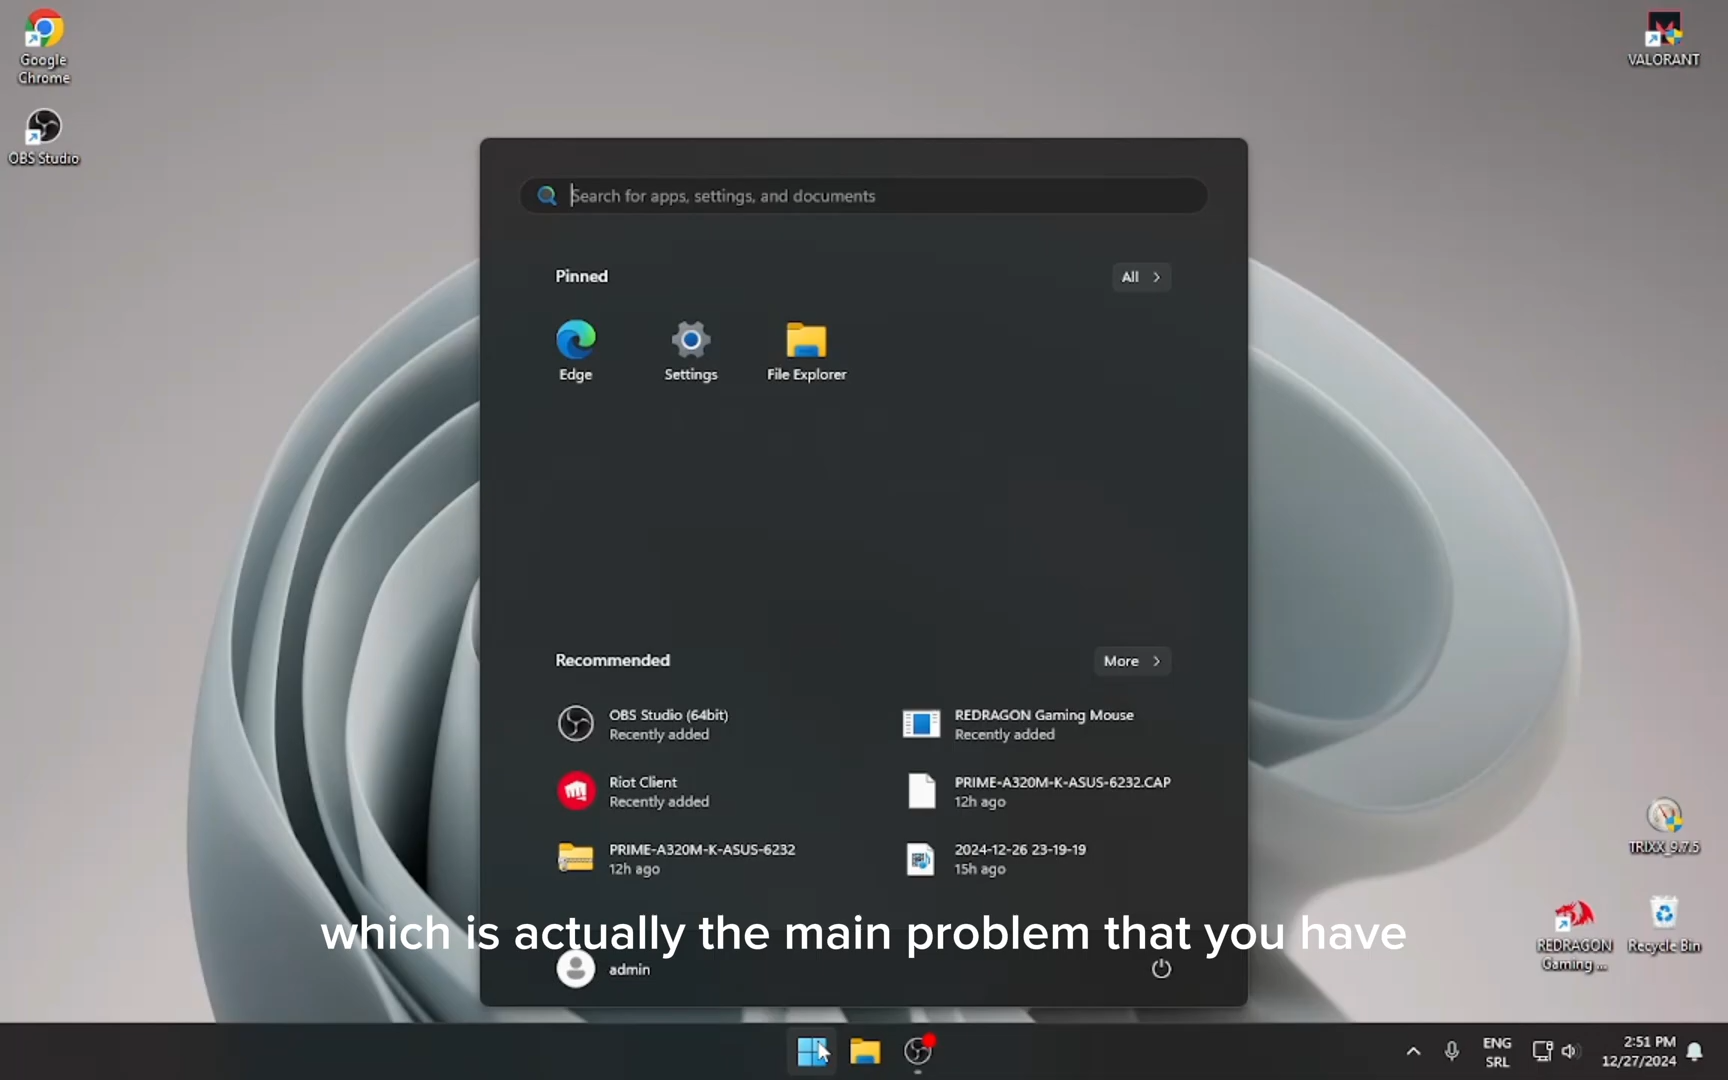 Google
Chrome
OBS Studio
VALORANT
Search for apps, settings, and documents
Pinned
All
Edge
Settings
File Explorer
Recommended
More
OBS Studio (64bit)
Recently added
REDRAGON Gaming Mouse
Recently added
Riot Client
Recently added
PRIME-A320M-K-ASUS-6232.CAP
12h ago
PRIME-A320M-K-ASUS-6232
12h ago
2024-12-26 23-19-19
15h ago
which is actually the main problem that you have
admin
TRIXX_9.7.5
REDRAGON
Gaming ...
Recycle Bin
ENG
SRL
2:51 PM
12/27/2024